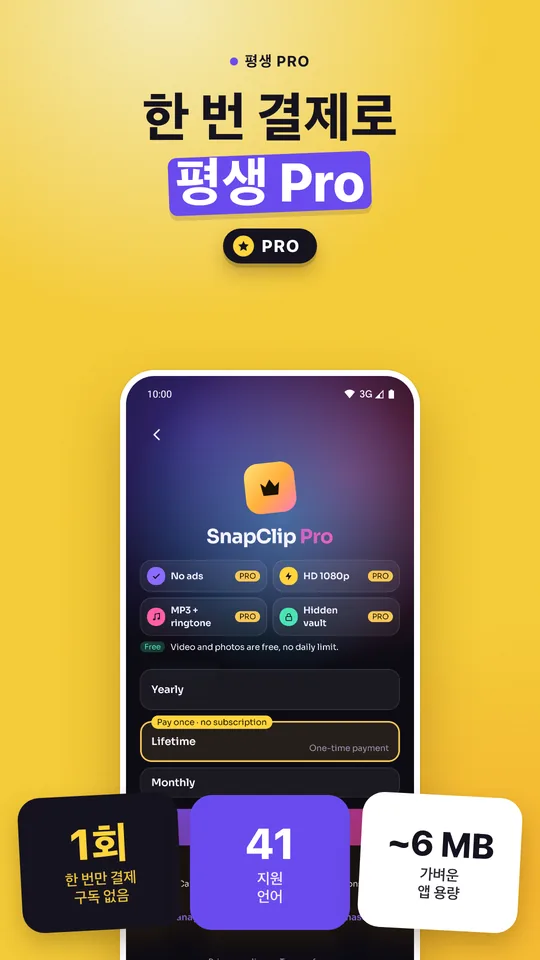 평생 PRO
한 번 결제로
평생 Pro
PRO
10:00
3G
SnapClip Pro
No ads PRO
HD 1080p PRO
MP3 + ringtone PRO
Hidden vault PRO
Free Video and photos are free, no daily limit.
Yearly
Pay once · no subscription
Lifetime
One-time payment
Monthly
1회
한 번만 결제
구독 없음
41
지원
언어
~6 MB
가벼운
앱 용량